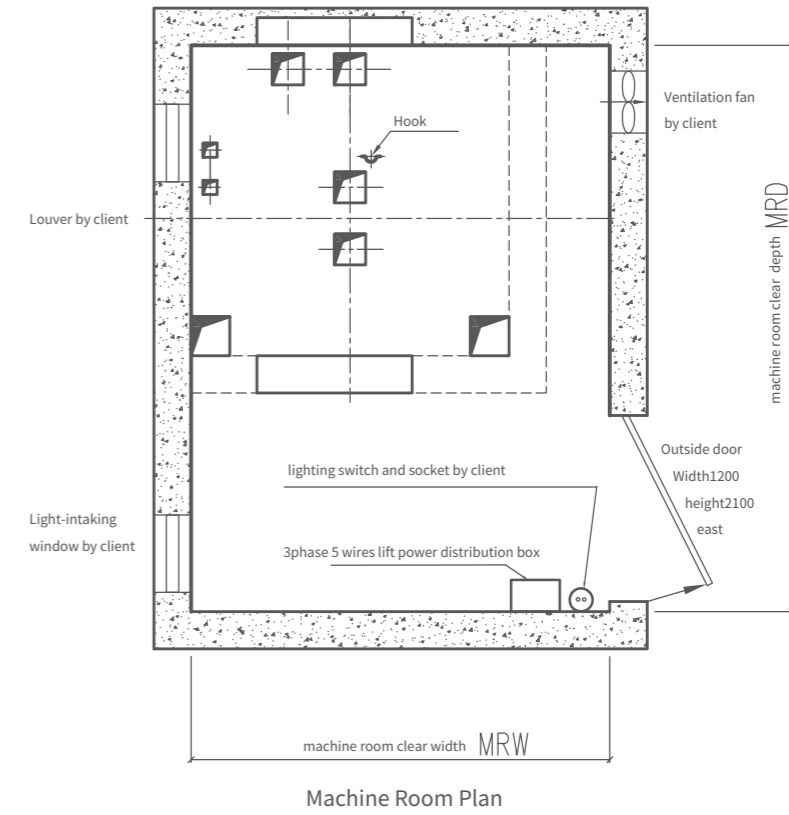 Hook
Ventilation fan
by client
Louver by client
machine room clear depth MRD
Outside door
Width1200
height2100
east
lighting switch and socket by client
Light-intaking
window by client
3phase 5 wires lift power distribution box
machine room clear width MRW
Machine Room Plan